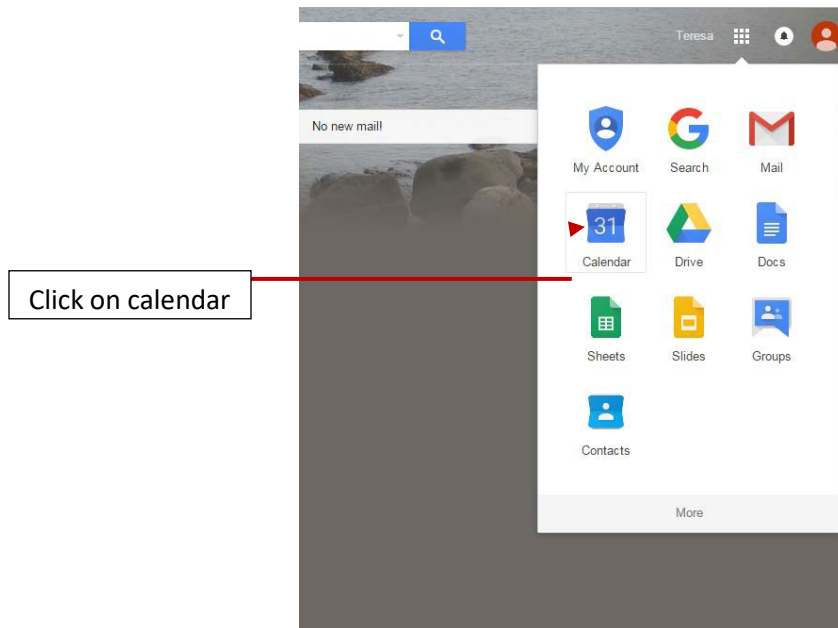 Teresa
No new mail!
My Account Search Mail
31
Calendar Drive Docs
Click on calendar
Sheets Slides Groups
Contacts
More